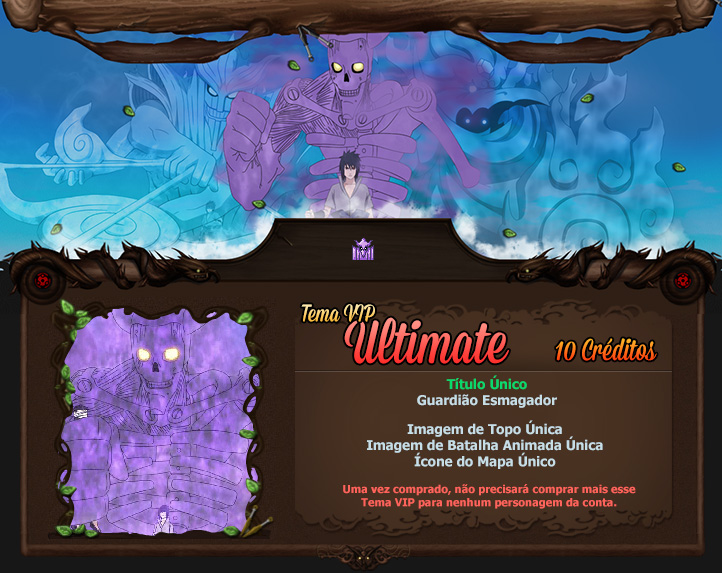 Tema VIP
Ultimate
10 Créditos
Título Único
Guardião Esmagador
Imagem de Topo Única
Imagem de Batalha Animada Única
Ícone do Mapa Único
Uma vez comprado, não precisará comprar mais esse
Tema VIP para nenhum personagem da conta.